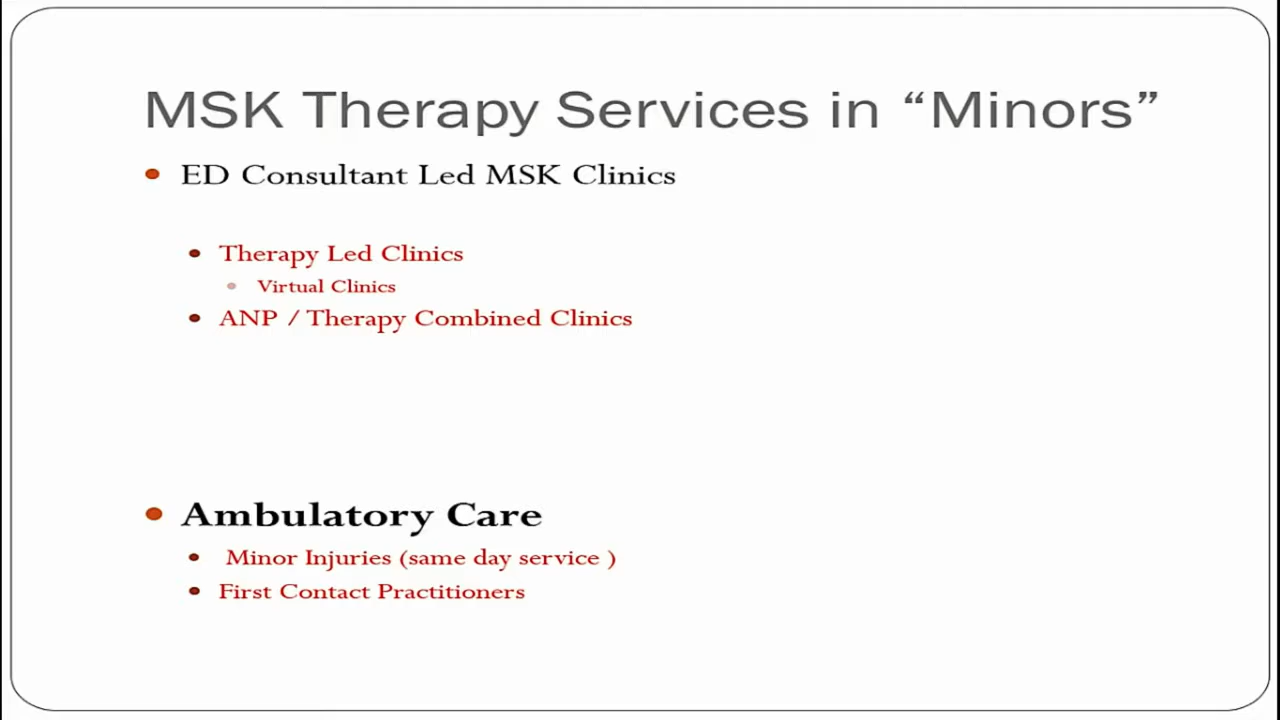 MSK Therapy Services in “Minors”
ED Consultant Led MSK Clinics
Therapy Led Clinics
Virtual Clinics
ANP / Therapy Combined Clinics
Ambulatory Care
Minor Injuries (same day service )
First Contact Practitioners